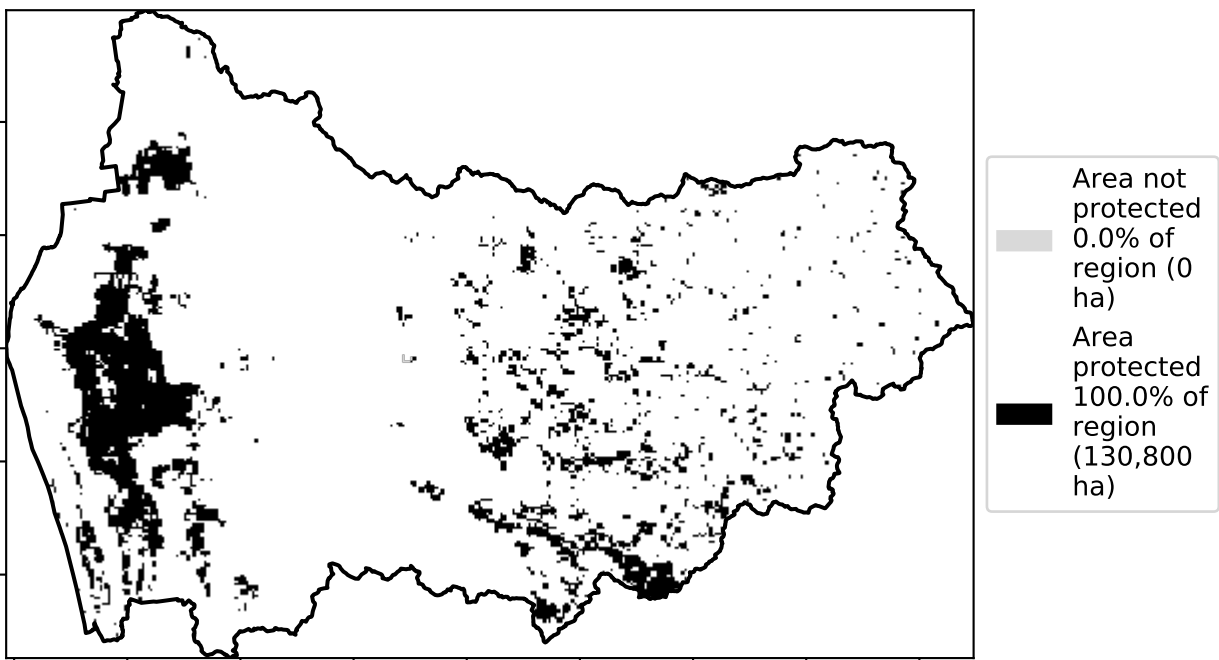 Area not
protected
0.0% of
region (0
ha)
Area
protected
100.0% of
region
(130,800
ha)